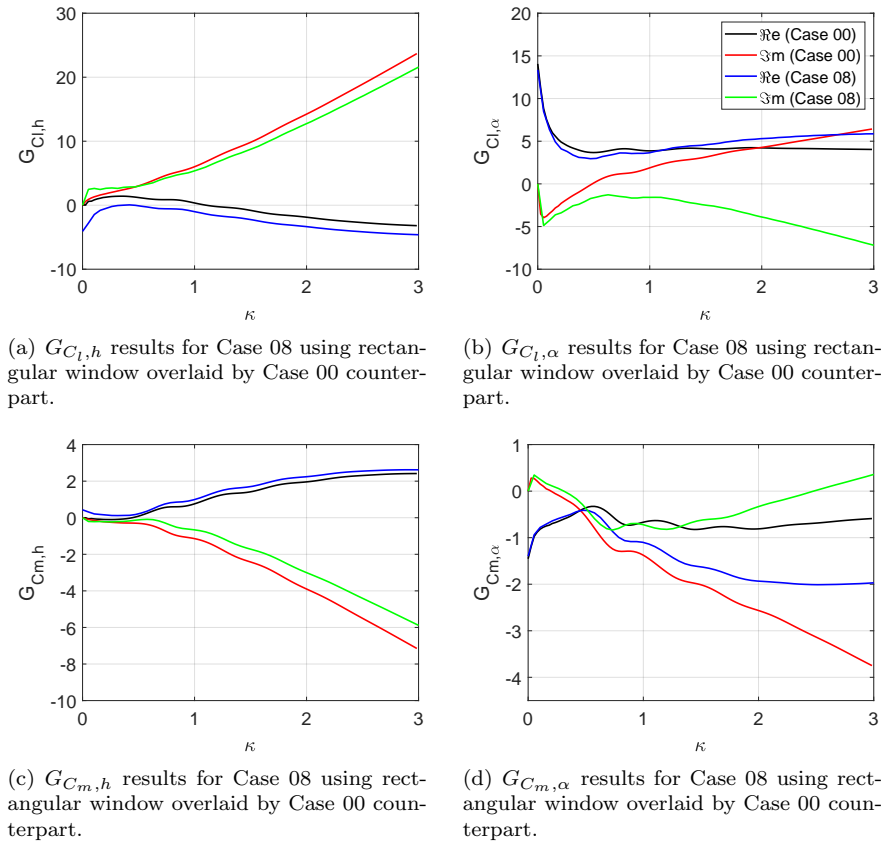 30
20
10
0
-10
G_{Cl,h}
0 1 2 3
κ
20
15
10
5
0
-5
-10
G_{Cl,α}
0 1 2 3
κ
ℜe (Case 00)
ℑm (Case 00)
ℜe (Case 08)
ℑm (Case 08)
(a) G_{C_l,h} results for Case 08 using rectan-
gular window overlaid by Case 00 counter-
part.
(b) G_{C_l,α} results for Case 08 using rectan-
gular window overlaid by Case 00 counter-
part.
4
2
0
-2
-4
-6
-8
-10
G_{Cm,h}
0 1 2 3
κ
1
0
-1
-2
-3
-4
G_{Cm,α}
0 1 2 3
κ
(c) G_{C_m,h} results for Case 08 using rect-
angular window overlaid by Case 00 coun-
terpart.
(d) G_{C_m,α} results for Case 08 using rect-
angular window overlaid by Case 00 coun-
terpart.